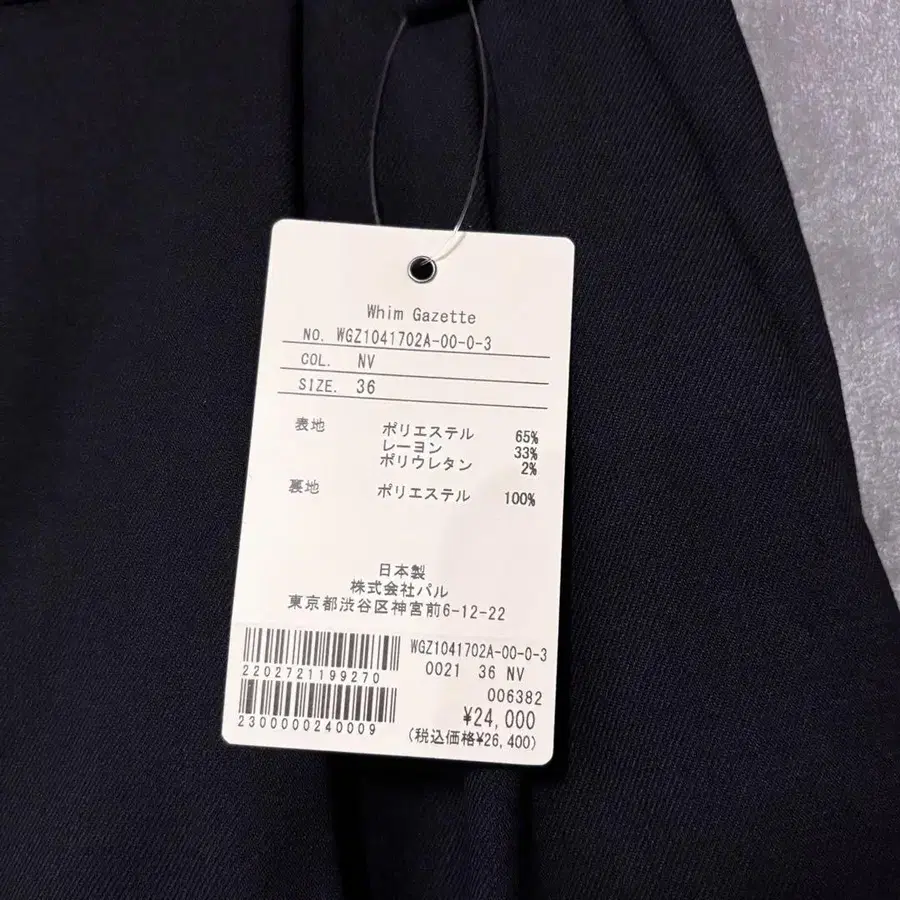 Whim Gazette
NO. WGZ1041702A-00-0-3
COL. NV
SIZE. 36
表地 ポリエステル 65%
レーヨン 33%
ポリウレタン 2%
裏地 ポリエステル 100%
日本製
株式会社パル
東京都渋谷区神宮前6-12-22
WGZ1041702A-00-0-3
2202721199270
0021 36 NV
006382
2300000240009
¥24,000
(税込価格¥26,400)